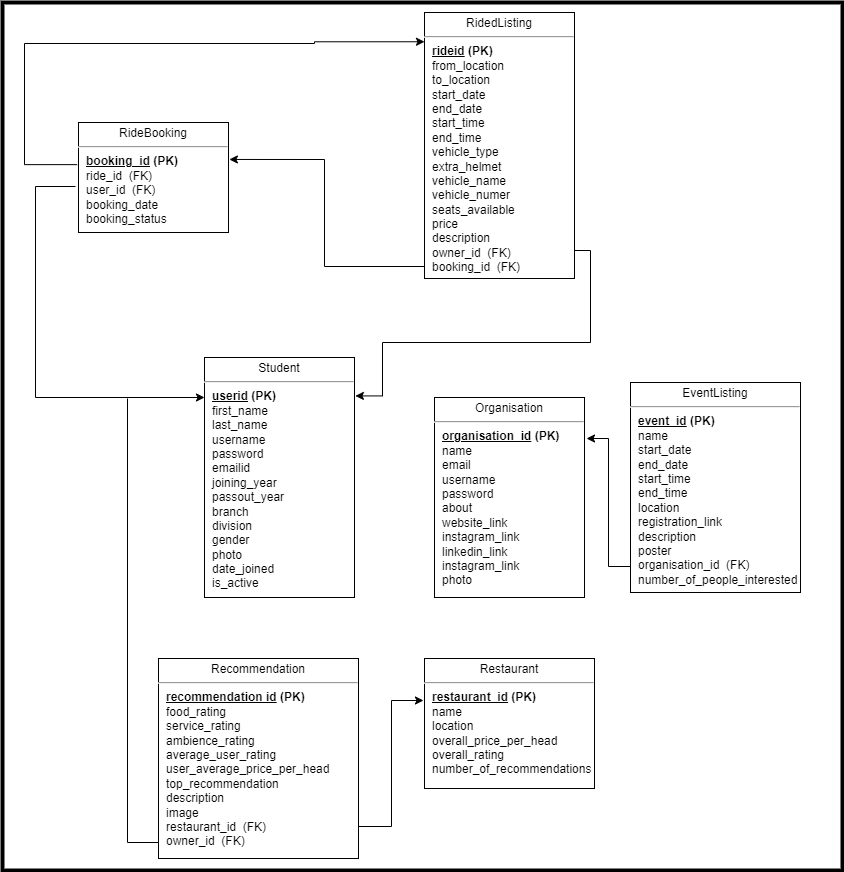 RidedListing
rideid (PK)
from_location
to_location
start_date
end_date
start_time
end_time
vehicle_type
extra_helmet
vehicle_name
vehicle_numer
seats_available
price
description
owner_id (FK)
booking_id (FK)
RideBooking
booking_id (PK)
ride_id (FK)
user_id (FK)
booking_date
booking_status
Student
userid (PK)
first_name
last_name
username
password
emailid
joining_year
passout_year
branch
division
gender
photo
date_joined
is_active
Organisation
organisation_id (PK)
name
email
username
password
about
website_link
instagram_link
linkedin_link
instagram_link
photo
EventListing
event_id (PK)
name
start_date
end_date
start_time
end_time
location
registration_link
description
poster
organisation_id (FK)
number_of_people_interested
Recommendation
recommendation id (PK)
food_rating
service_rating
ambience_rating
average_user_rating
user_average_price_per_head
top_recommendation
description
image
restaurant_id (FK)
owner_id (FK)
Restaurant
restaurant_id (PK)
name
location
overall_price_per_head
overall_rating
number_of_recommendations